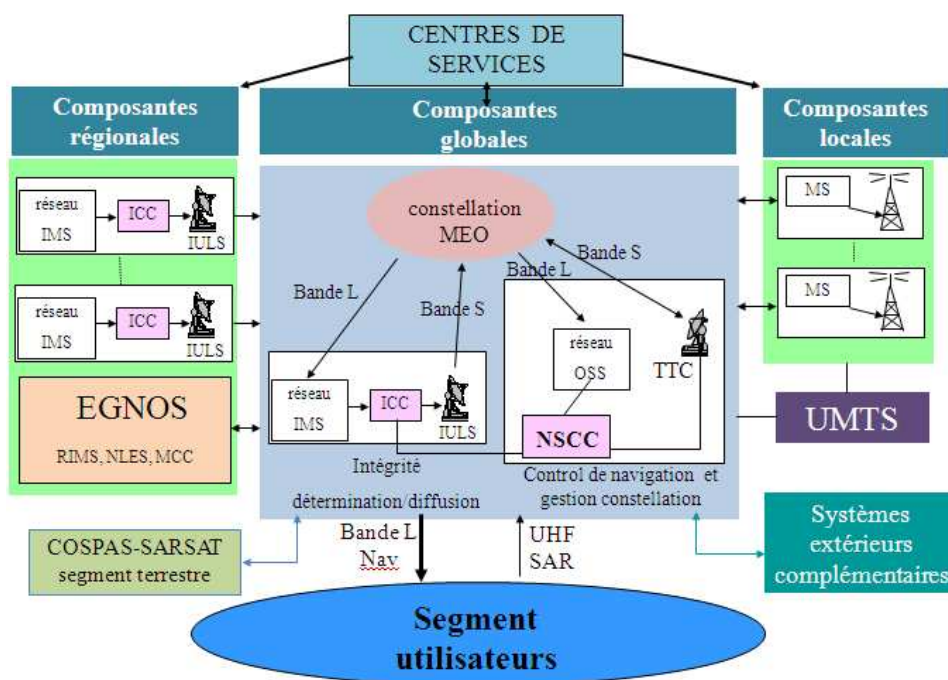 CENTRES DE
SERVICES
Composantes
régionales
Composantes
globales
Composantes
locales
réseau
IMS
ICC
IULS
réseau
IMS
ICC
IULS
EGNOS
RIMS, NLES, MCC
constellation
MEO
Bande L
Bande S
Bande L
Bande S
réseau
IMS
ICC
IULS
Intégrité
détermination/diffusion
réseau
OSS
TTC
NSCC
Control de navigation et
gestion constellation
MS
MS
UMTS
COSPAS-SARSAT
segment terrestre
Bande L
Nav
UHF
SAR
Systèmes
extérieurs
complémentaires
Segment
utilisateurs